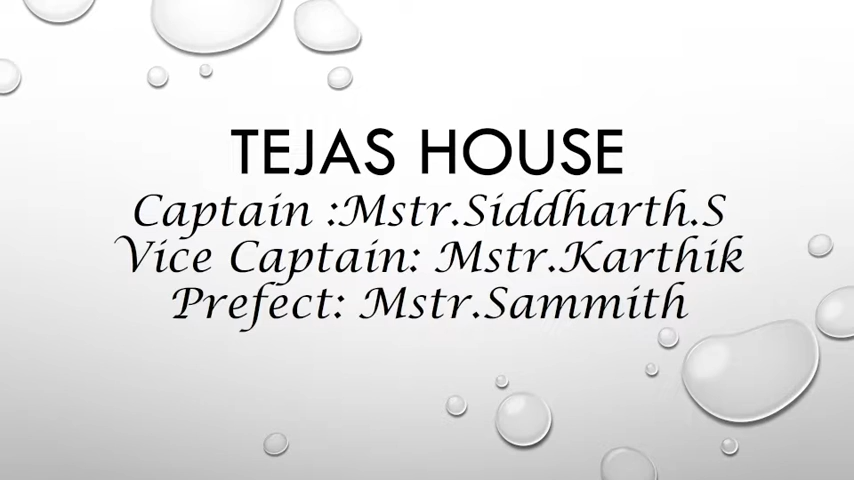 TEJAS HOUSE
Captain :Mstr.Siddharth.S
Vice Captain: Mstr.Karthik
Prefect: Mstr.Sammith